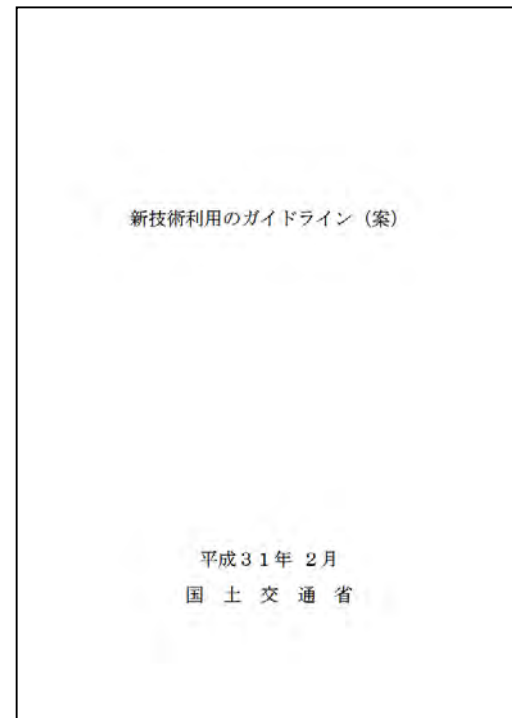 新技術利用のガイドライン（案）
平成３１年 ２月
国 土 交 通 省